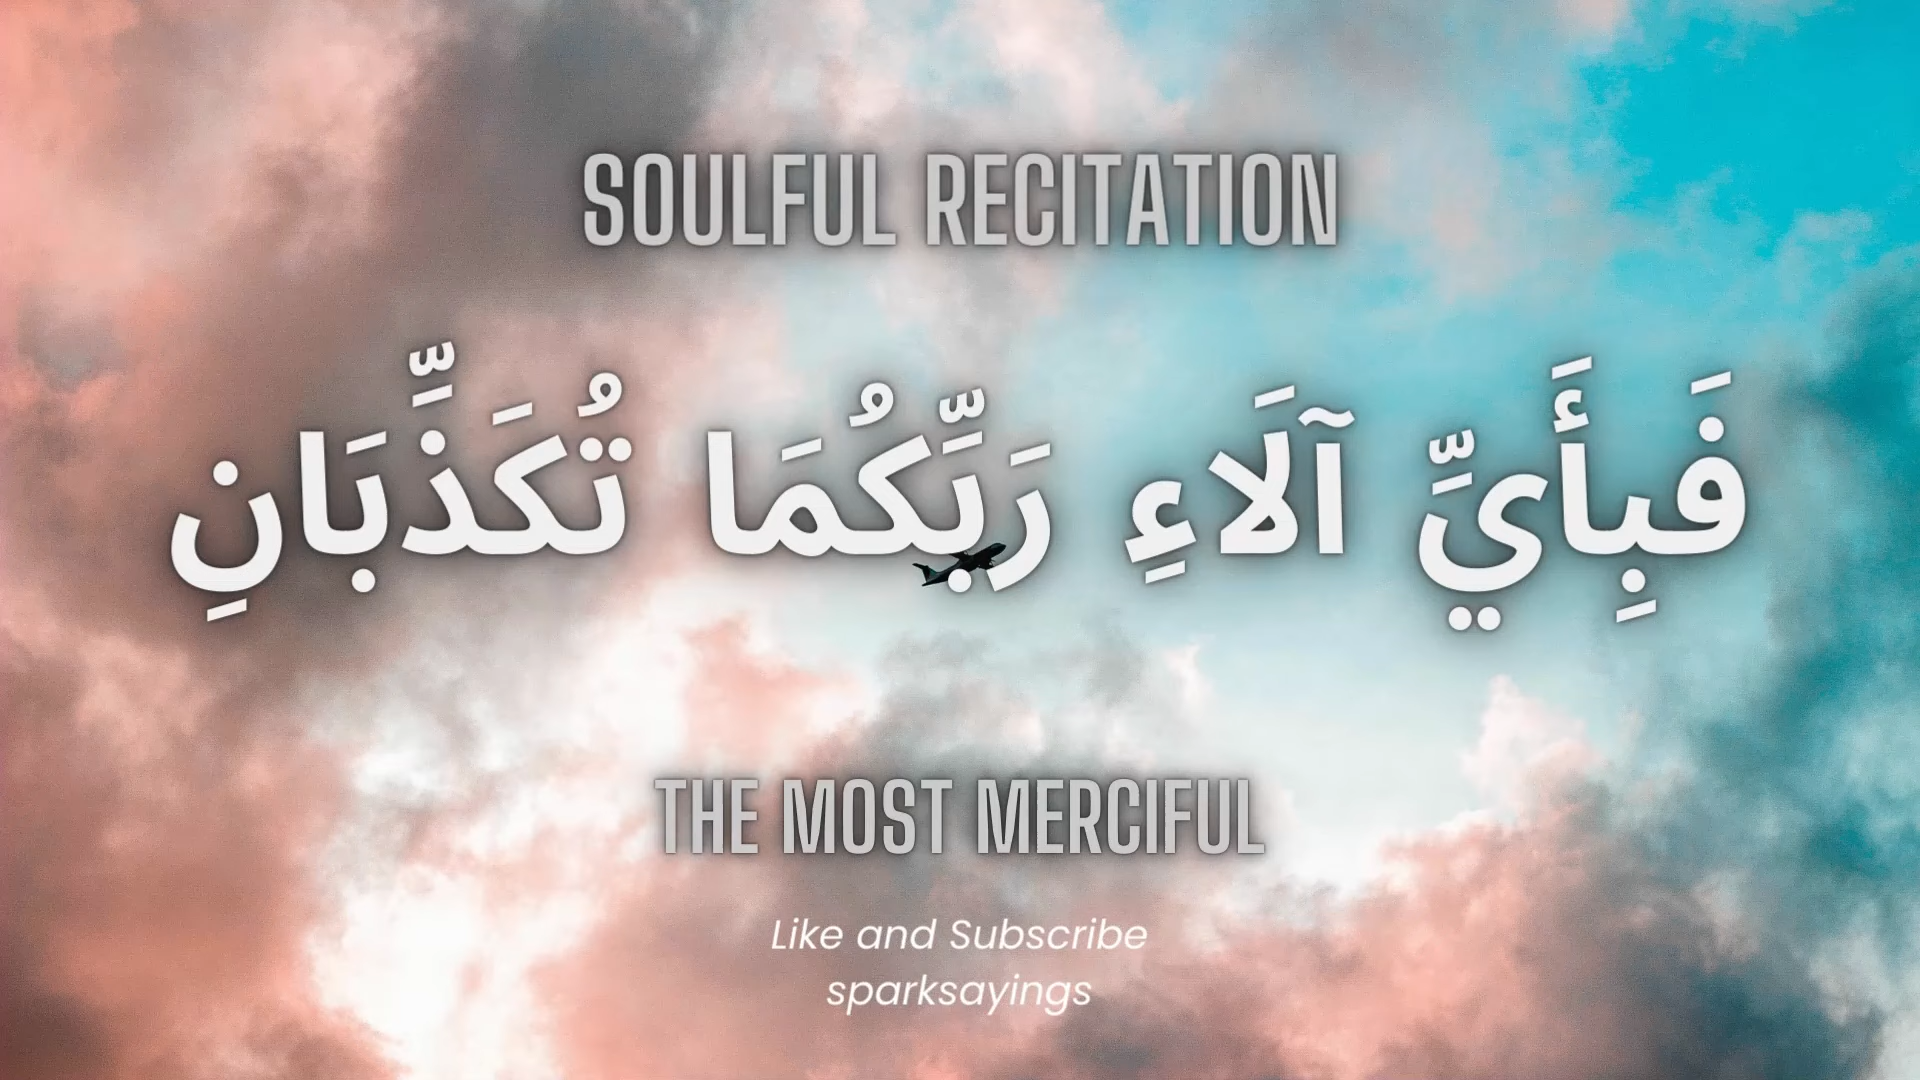 SOULFUL RECITATION
فَبِأَيِّ آلَاءِ رَبِّكُمَا تُكَذِّبَانِ
THE MOST MERCIFUL
Like and Subscribe
sparksayings